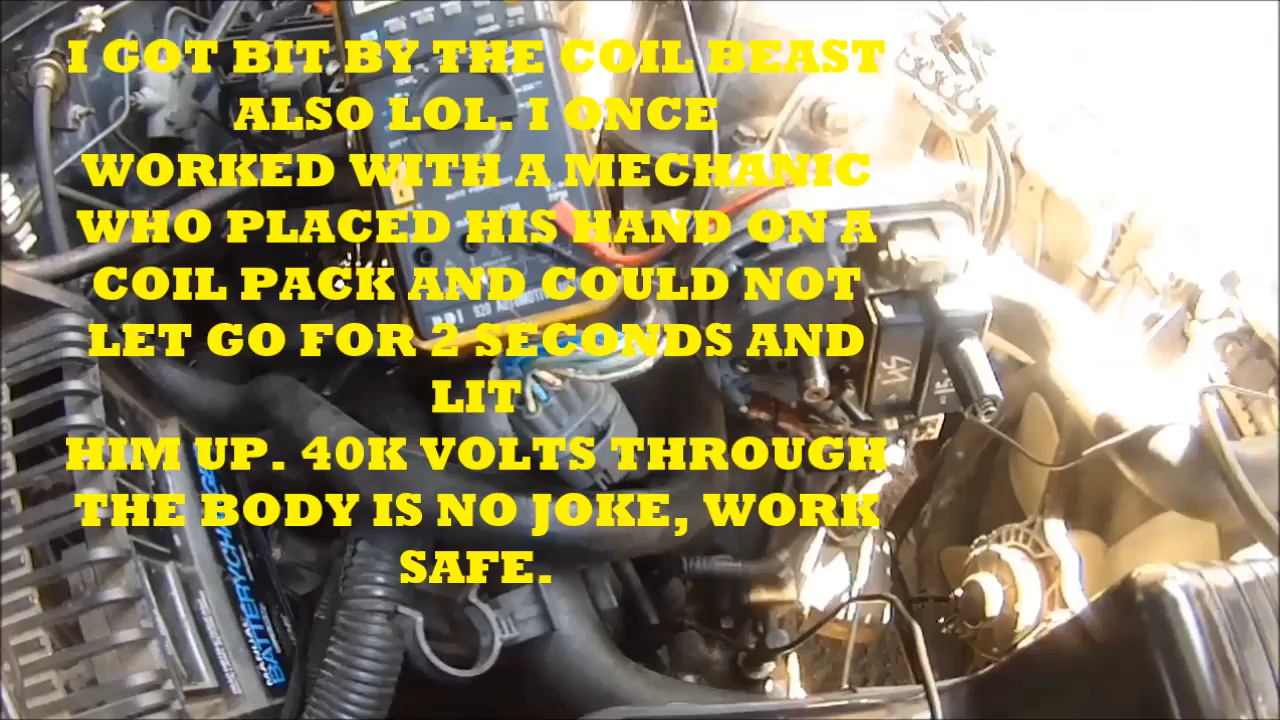 I GOT BIT BY THE COIL BEAST
ALSO LOL. I ONCE
WORKED WITH A MECHANIC
WHO PLACED HIS HAND ON A
COIL PACK AND COULD NOT
LET GO FOR 2 SECONDS AND
LIT
HIM UP. 40K VOLTS THROUGH
THE BODY IS NO JOKE, WORK
SAFE.